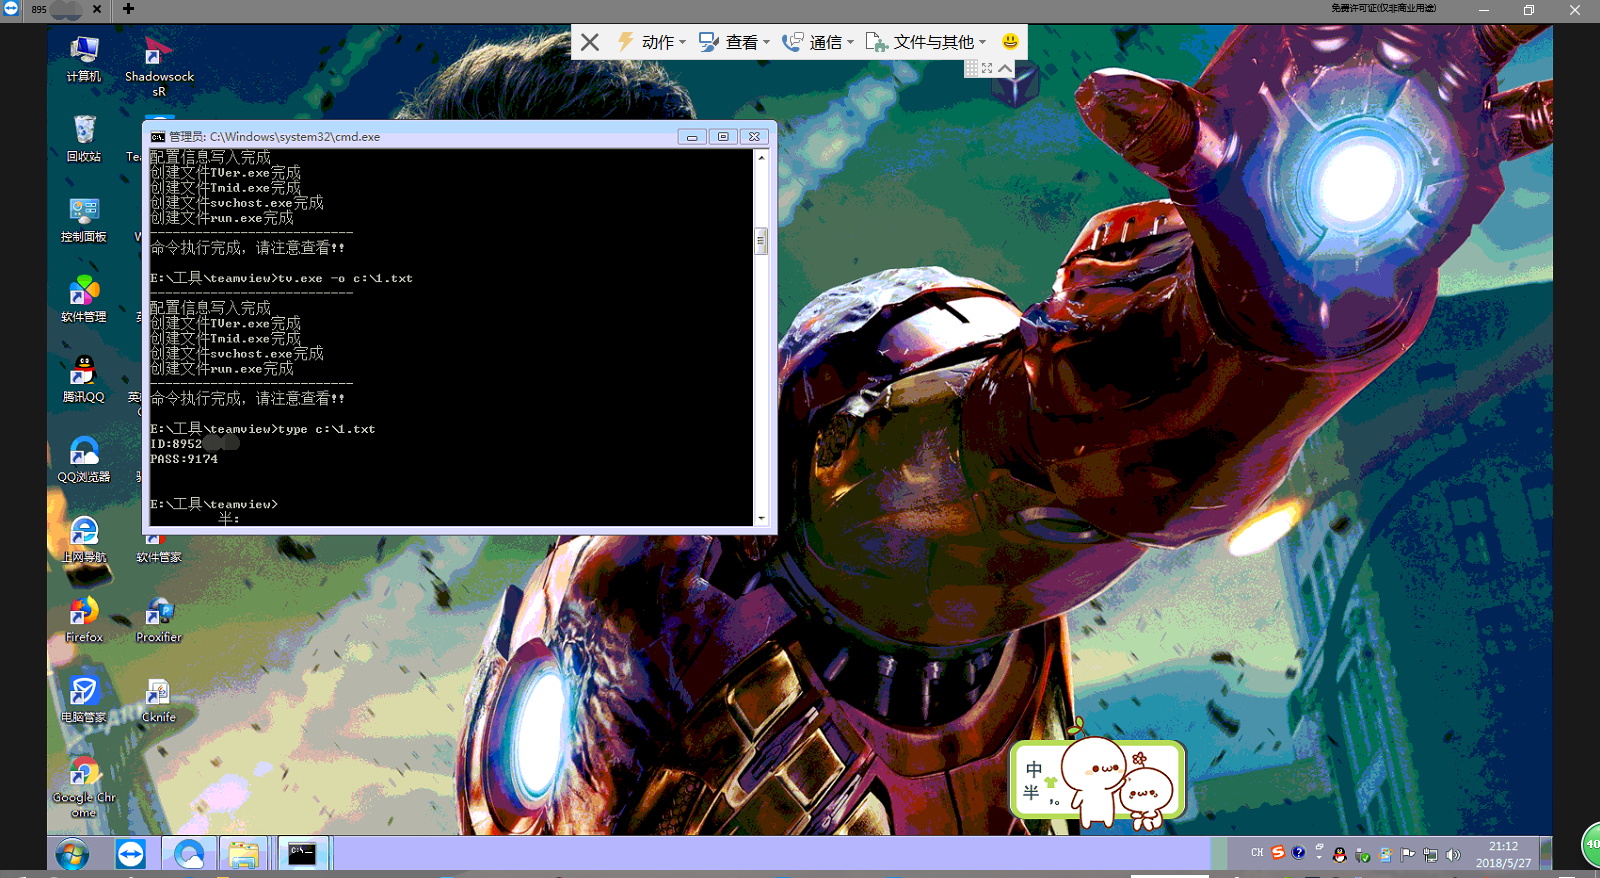 895
免费许可证(仅非商业用途)
动作
查看
通信
文件与其他
计算机
Shadowsock
sR
回收站
控制面板
软件管理
腾讯QQ
QQ浏览器
上网导航
软件管家
Firefox
Proxifier
电脑管家
Cknife
Google Chr
ome
管理员: C:\Windows\system32\cmd.exe
配置信息写入完成
创建文件TVer.exe完成
创建文件Tmid.exe完成
创建文件svchost.exe完成
创建文件run.exe完成
---------------------------
命令执行完成，请注意查看!!
E:\工具\teamview>tv.exe -o c:\1.txt
---------------------------
配置信息写入完成
创建文件TVer.exe完成
创建文件Tmid.exe完成
创建文件svchost.exe完成
创建文件run.exe完成
---------------------------
命令执行完成，请注意查看!!
E:\工具\teamview>type c:\1.txt
ID:8952
PASS:9174
E:\工具\teamview>
半:
中
半 ,。
CH
21:12
2018/5/27
40